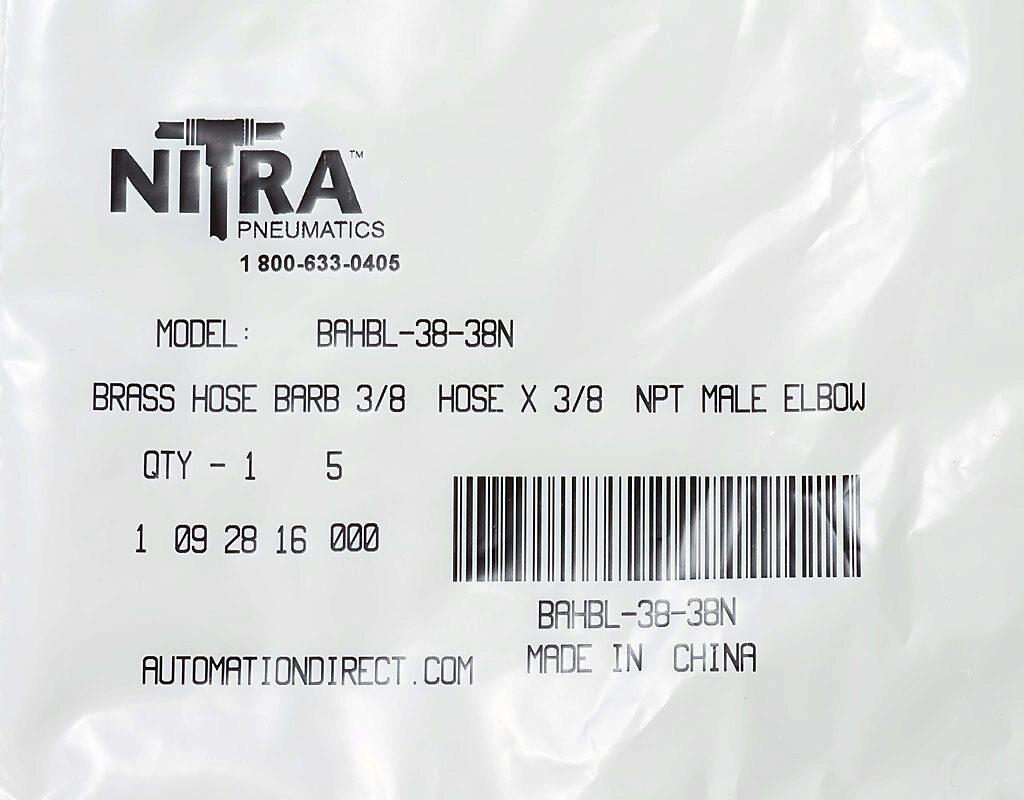 NITRA™
PNEUMATICS
1 800-633-0405
MODEL: BAHBL-38-38N
BRASS HOSE BARB 3/8 HOSE X 3/8 NPT MALE ELBOW
QTY - 1 5
1 09 28 16 000
BAHBL-38-38N
MADE IN CHINA
AUTOMATIONDIRECT.COM